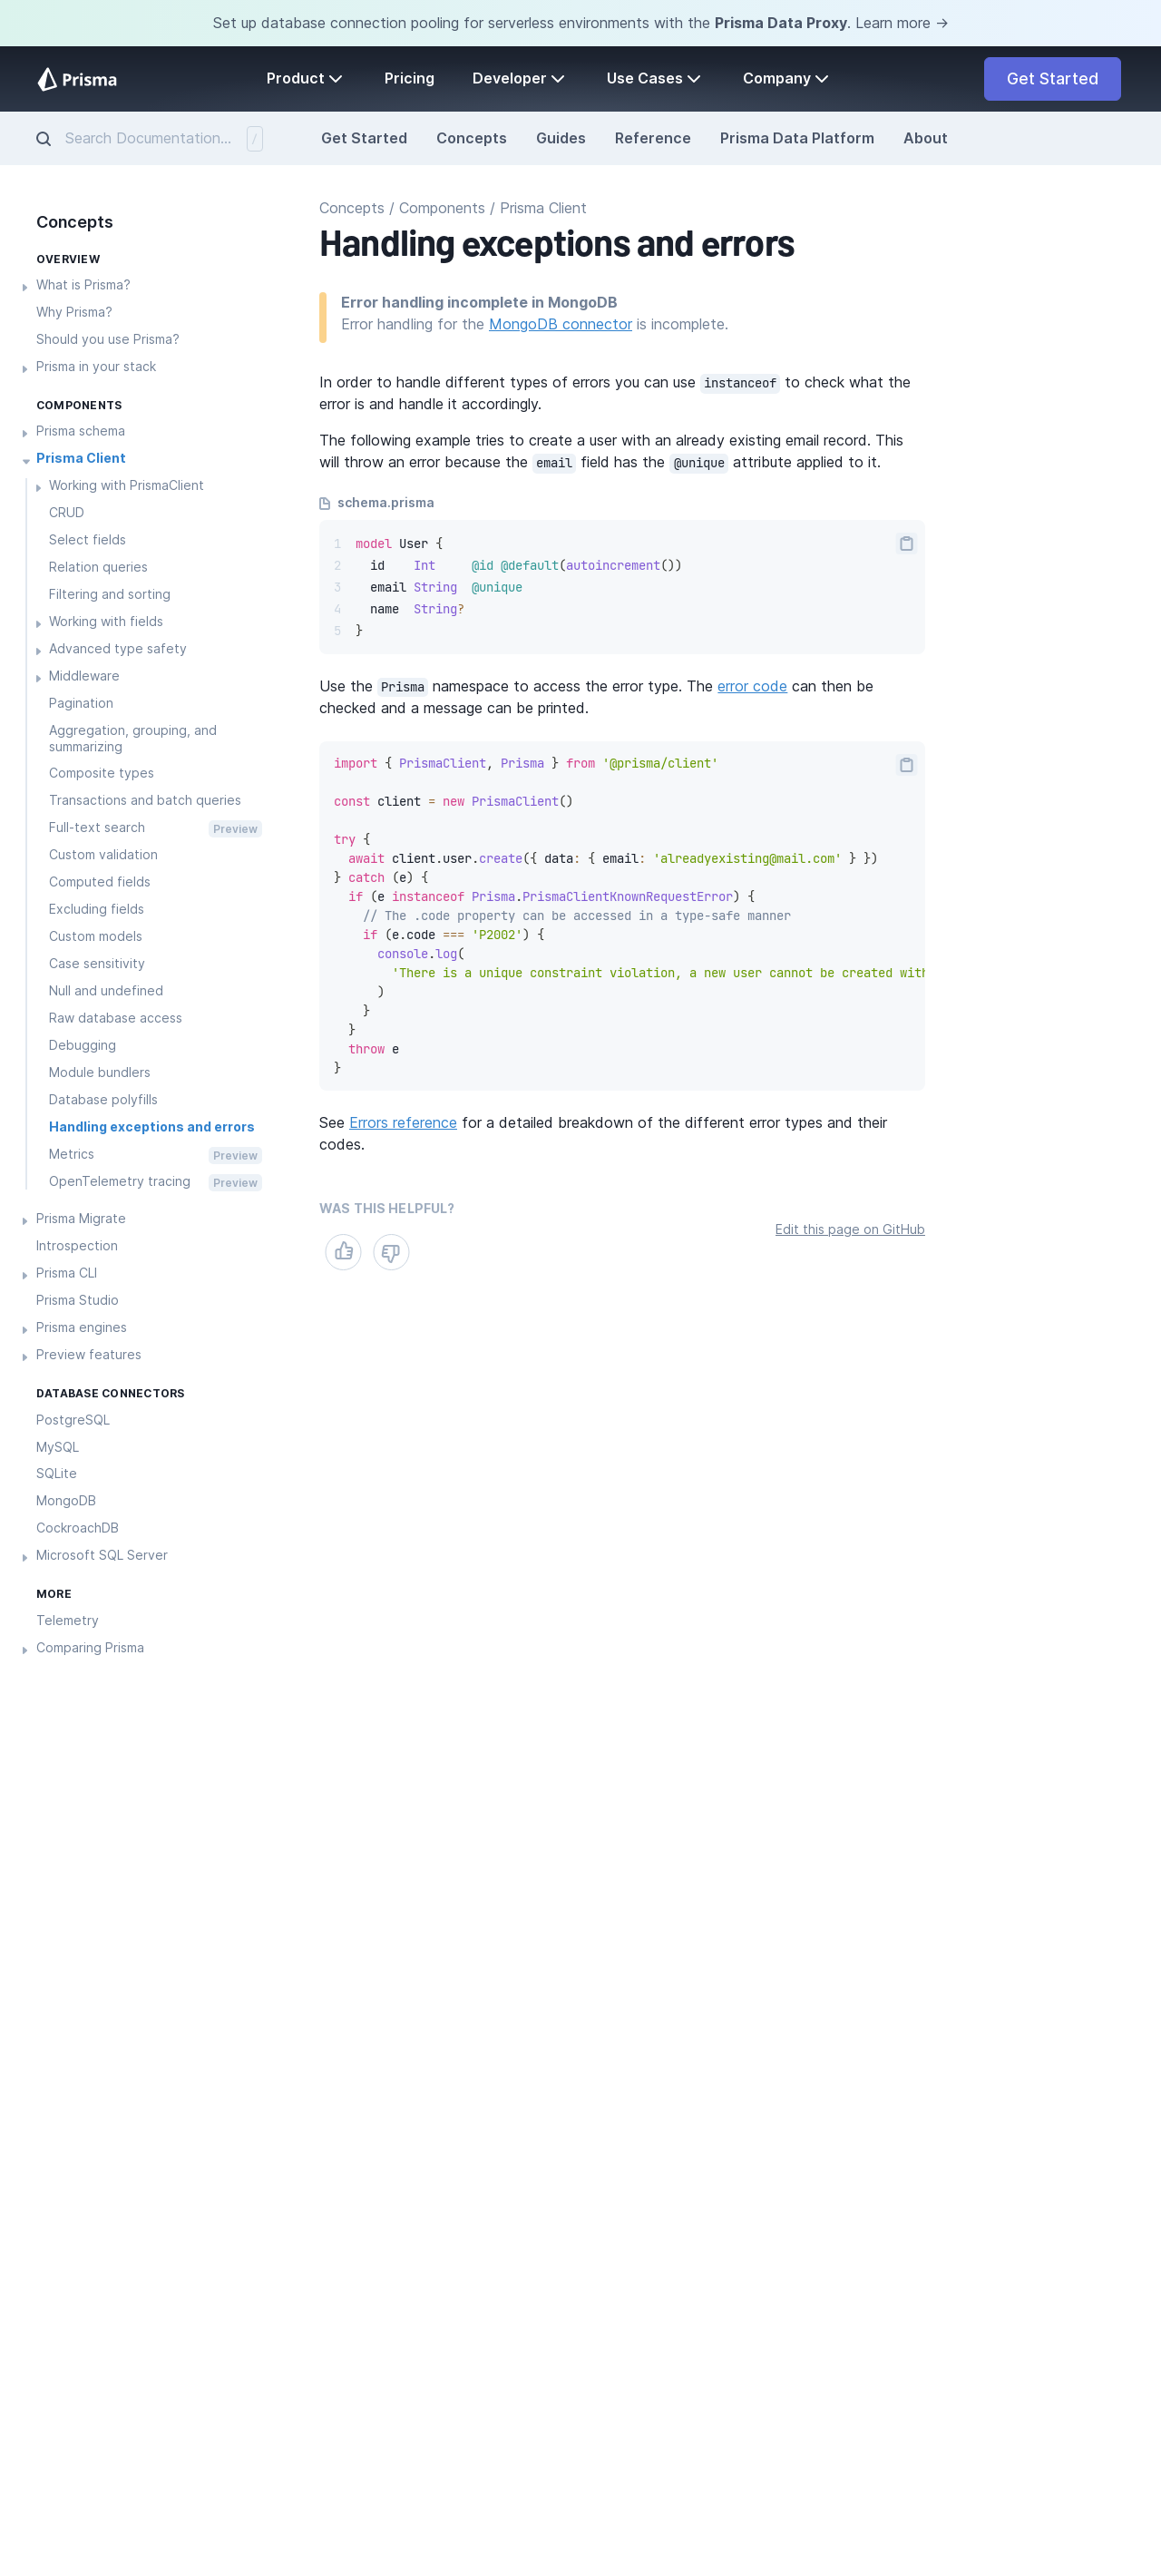 Set up database connection pooling for serverless environments with the Prisma Data Proxy. Learn more →
Prisma
Product
Pricing
Developer
Use Cases
Company
Get Started
Search Documentation...
/
Get Started
Concepts
Guides
Reference
Prisma Data Platform
About
Concepts
OVERVIEW
What is Prisma?
Why Prisma?
Should you use Prisma?
Prisma in your stack
COMPONENTS
Prisma schema
Prisma Client
Working with PrismaClient
CRUD
Select fields
Relation queries
Filtering and sorting
Working with fields
Advanced type safety
Middleware
Pagination
Aggregation, grouping, and
summarizing
Composite types
Transactions and batch queries
Full-text search Preview
Custom validation
Computed fields
Excluding fields
Custom models
Case sensitivity
Null and undefined
Raw database access
Debugging
Module bundlers
Database polyfills
Handling exceptions and errors
Metrics Preview
OpenTelemetry tracing Preview
Prisma Migrate
Introspection
Prisma CLI
Prisma Studio
Prisma engines
Preview features
DATABASE CONNECTORS
PostgreSQL
MySQL
SQLite
MongoDB
CockroachDB
Microsoft SQL Server
MORE
Telemetry
Comparing Prisma
Concepts / Components / Prisma Client
Handling exceptions and errors
Error handling incomplete in MongoDB
Error handling for the MongoDB connector is incomplete.
In order to handle different types of errors you can use instanceof to check what the
error is and handle it accordingly.
The following example tries to create a user with an already existing email record. This
will throw an error because the email field has the @unique attribute applied to it.
schema.prisma
1 model User {
2   id    Int     @id @default(autoincrement())
3   email String  @unique
4   name  String?
5 }
Use the Prisma namespace to access the error type. The error code can then be
checked and a message can be printed.
import { PrismaClient, Prisma } from '@prisma/client'
const client = new PrismaClient()
try {
  await client.user.create({ data: { email: 'alreadyexisting@mail.com' } })
} catch (e) {
  if (e instanceof Prisma.PrismaClientKnownRequestError) {
    // The .code property can be accessed in a type-safe manner
    if (e.code === 'P2002') {
      console.log(
        'There is a unique constraint violation, a new user cannot be created with
      )
    }
  }
  throw e
}
See Errors reference for a detailed breakdown of the different error types and their
codes.
WAS THIS HELPFUL?
Edit this page on GitHub